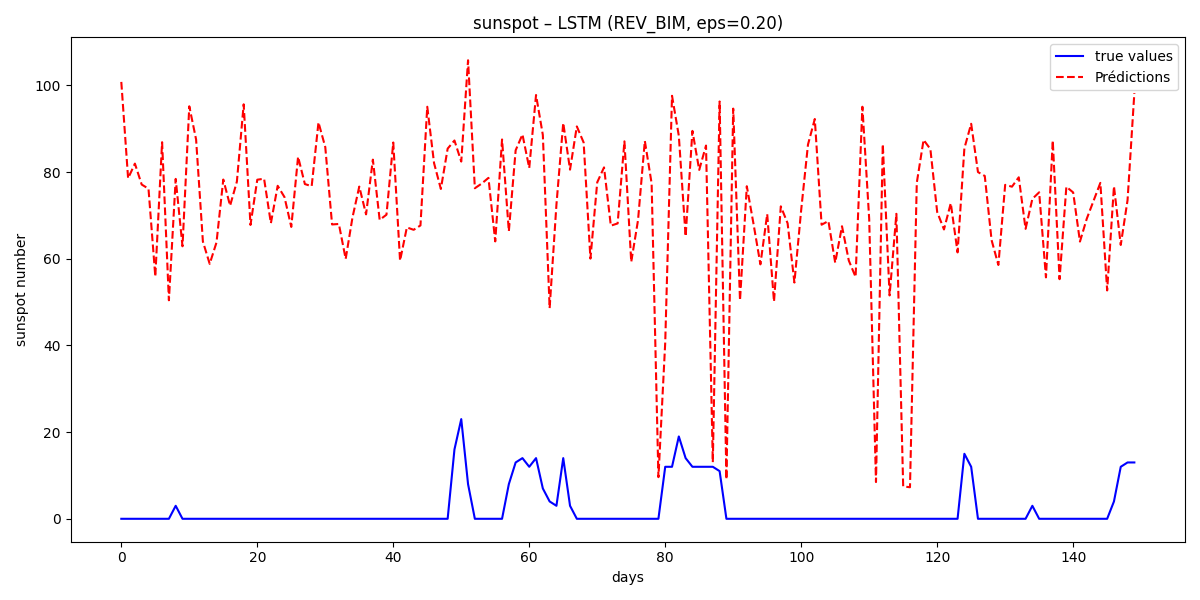 sunspot – LSTM (REV_BIM, eps=0.20)
true values
Prédictions
sunspot number
100
80
60
40
20
0
0 20 40 60 80 100 120 140
days